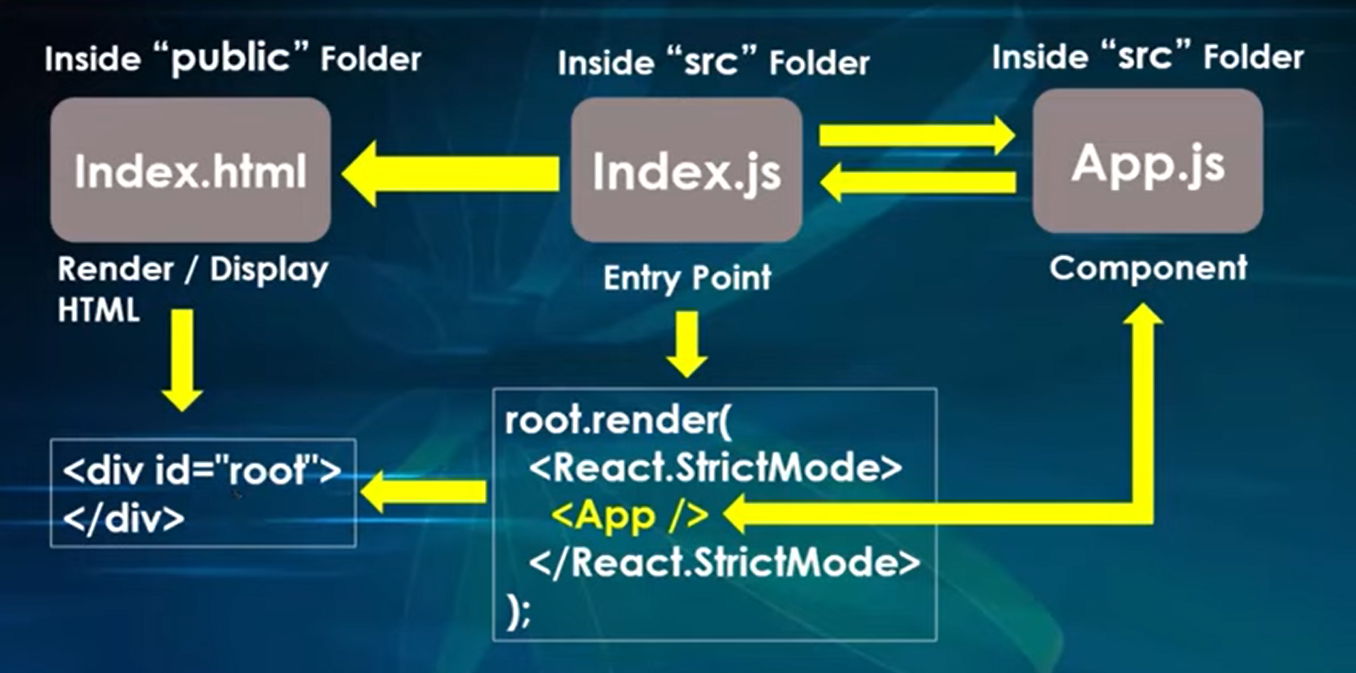 Inside “public” Folder
Index.html
Render / Display
HTML
<div id="root">
</div>
Inside “src” Folder
Index.js
Entry Point
root.render(
<React.StrictMode>
<App />
</React.StrictMode>
);
Inside “src” Folder
App.js
Component